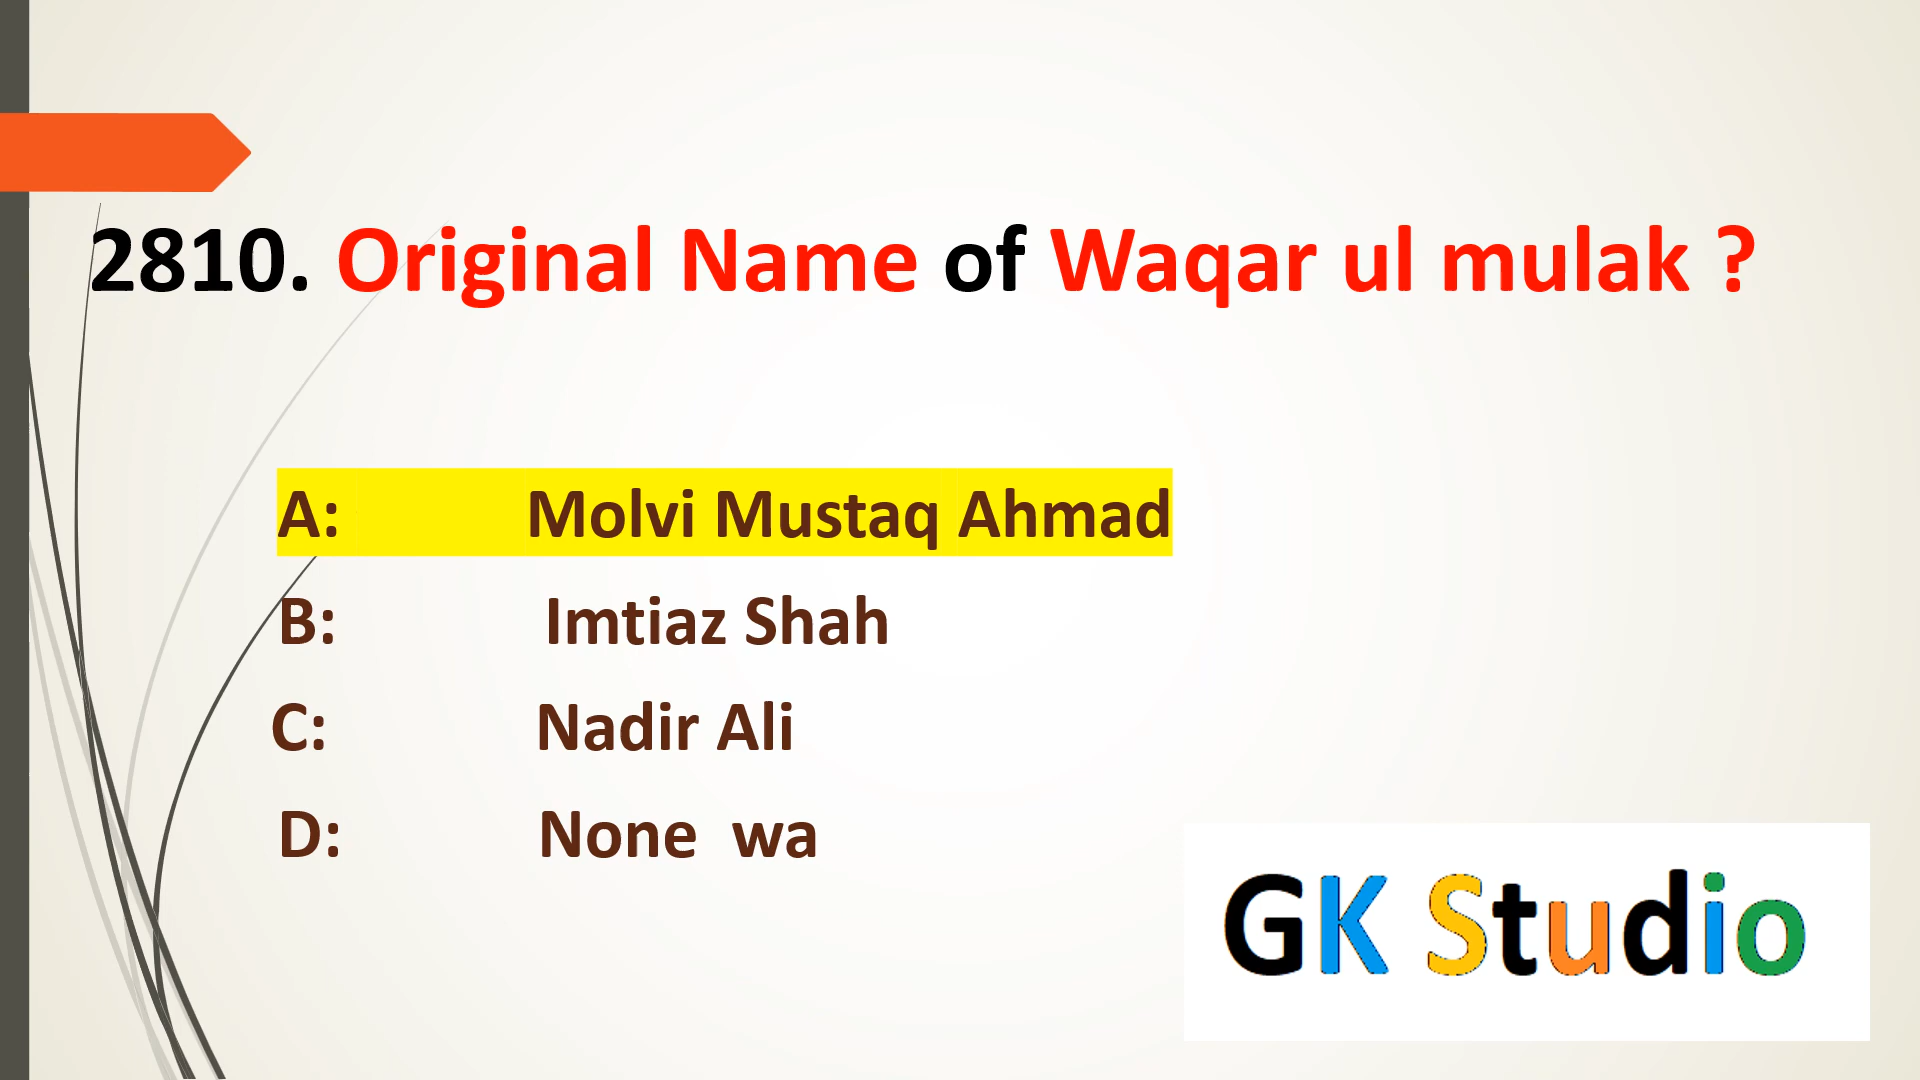 2810. Original Name of Waqar ul mulak ?
A: Molvi Mustaq Ahmad
B: Imtiaz Shah
C: Nadir Ali
D: None wa
GK Studio